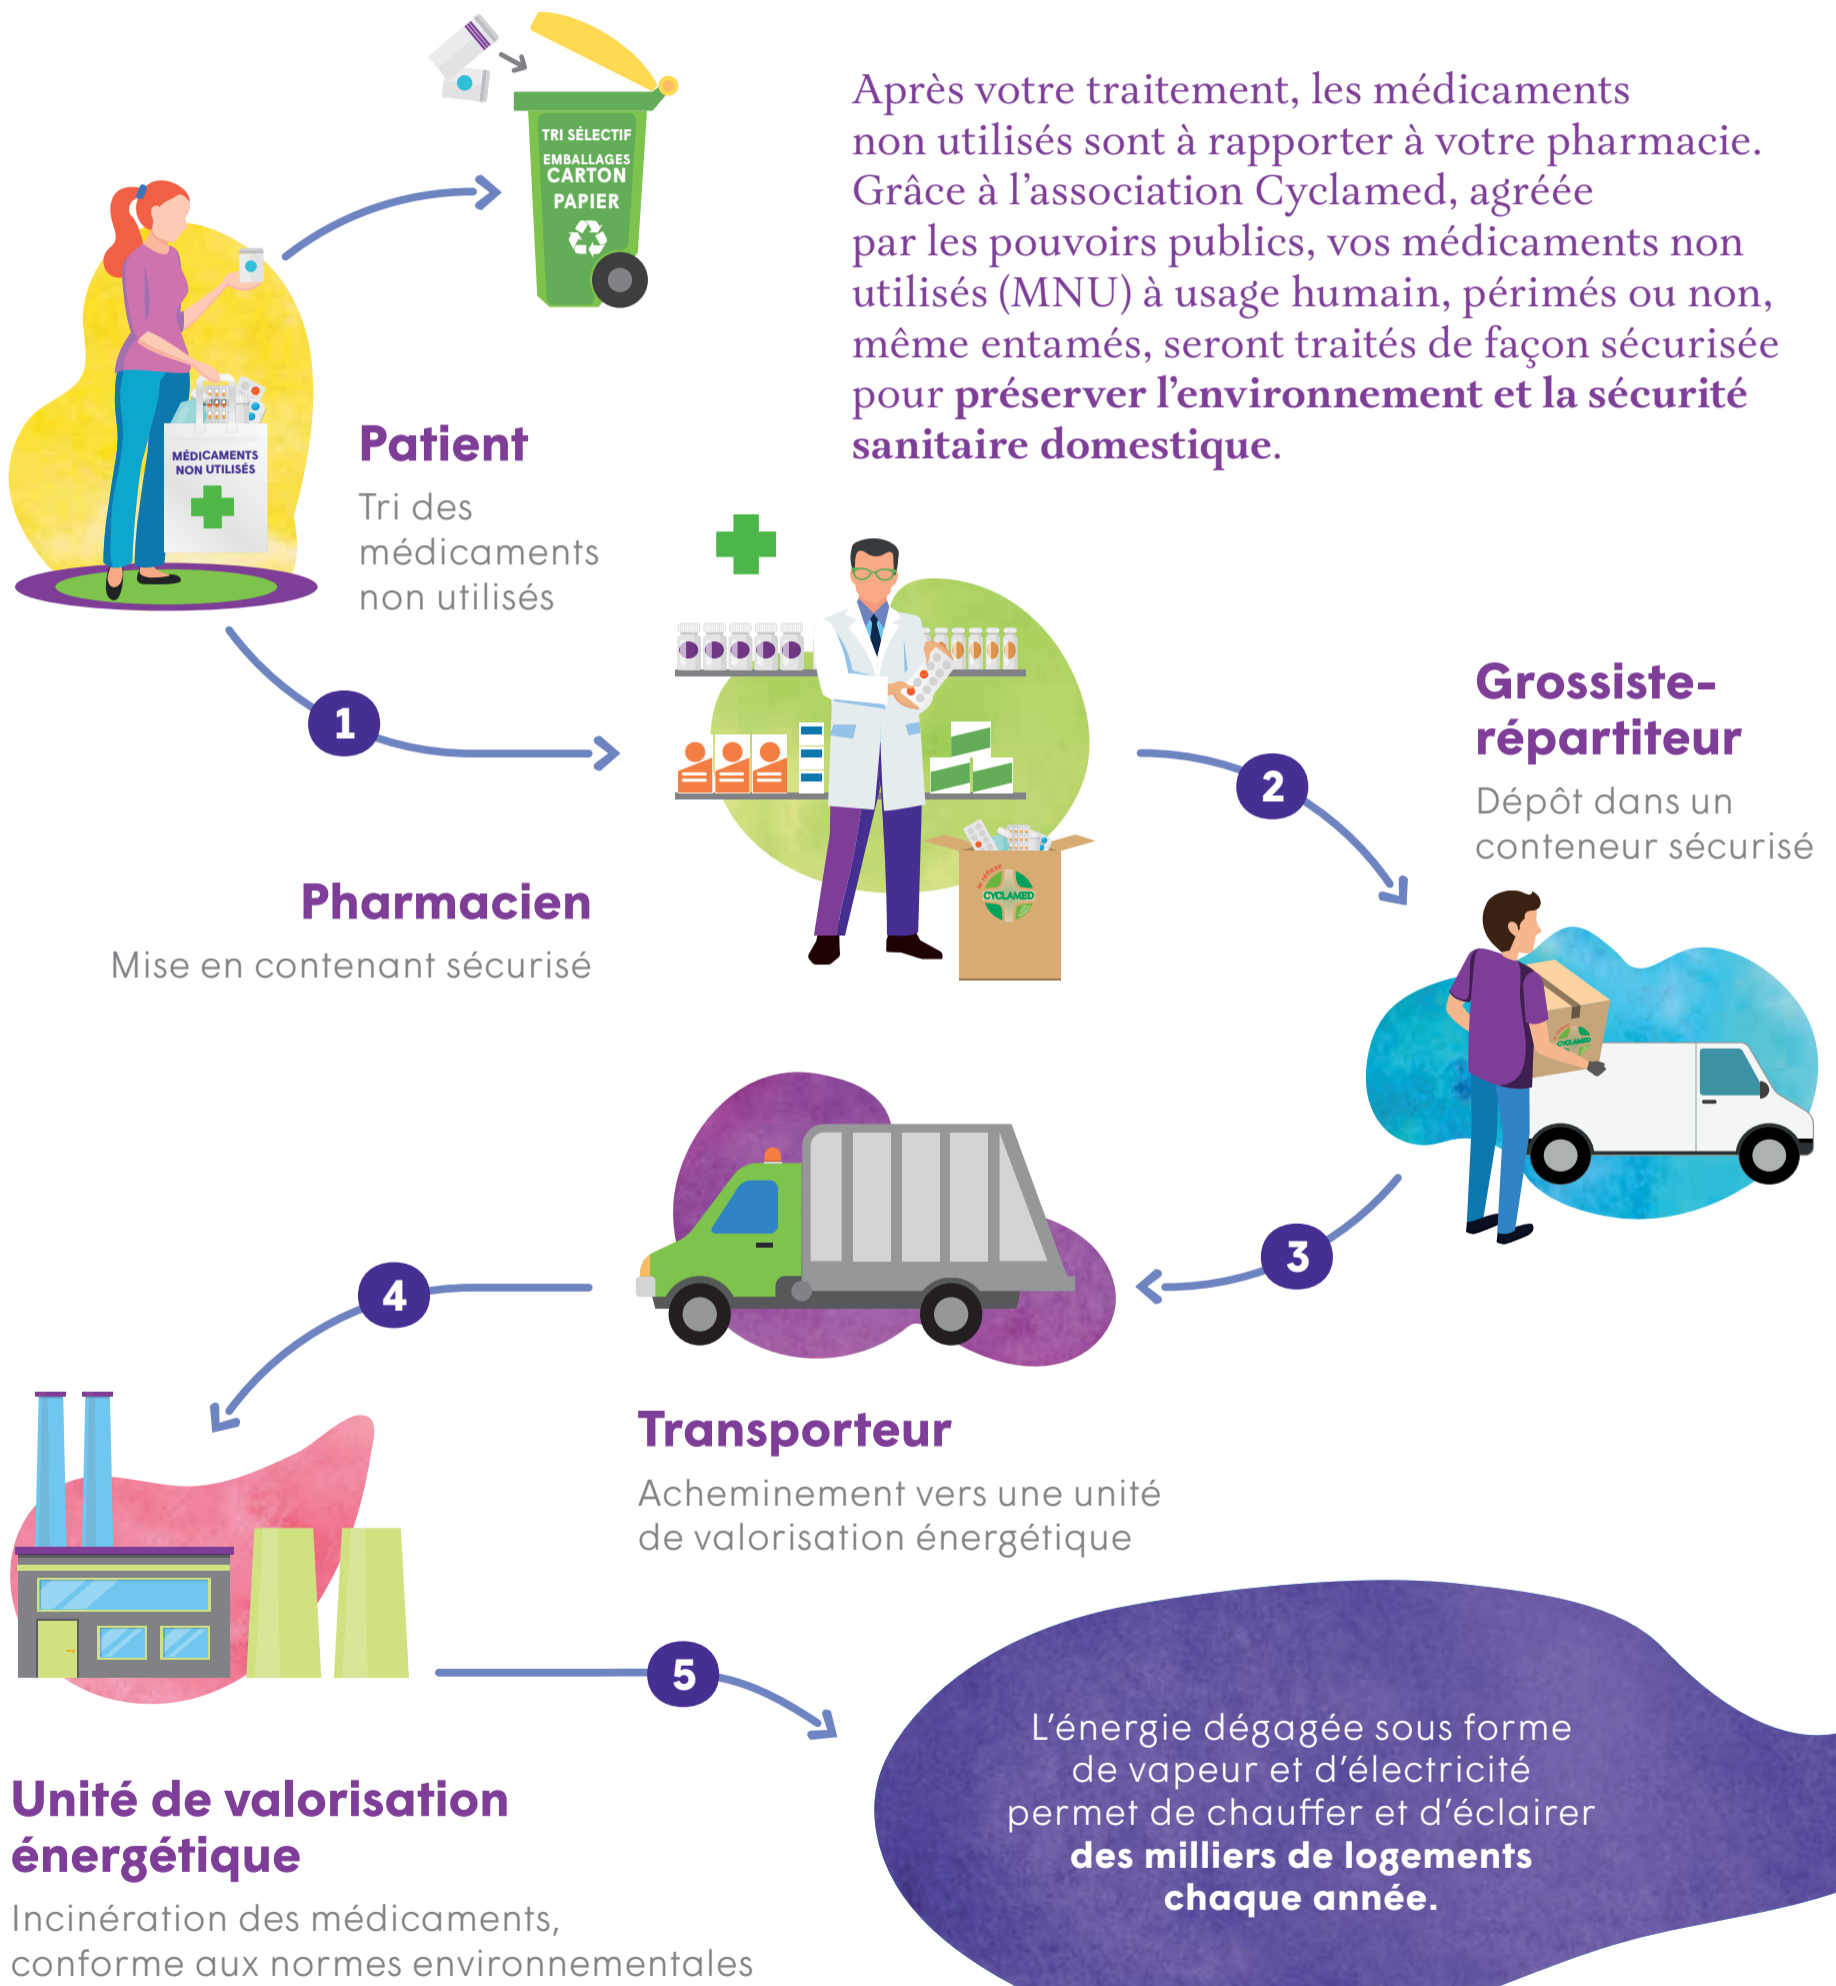 TRI SÉLECTIF
EMBALLAGES
CARTON
PAPIER
Après votre traitement, les médicaments
non utilisés sont à rapporter à votre pharmacie.
Grâce à l'association Cyclamed, agréée
par les pouvoirs publics, vos médicaments non
utilisés (MNU) à usage humain, périmés ou non,
même entamés, seront traités de façon sécurisée
pour préserver l'environnement et la sécurité
sanitaire domestique.
MÉDICAMENTS
NON UTILISÉS
Patient
Tri des
médicaments
non utilisés
1
Pharmacien
Mise en contenant sécurisé
le réflexe
CYCLAMED
2
Grossiste-
répartiteur
Dépôt dans un
conteneur sécurisé
CYCLAMED
3
Transporteur
Acheminement vers une unité
de valorisation énergétique
4
Unité de valorisation
énergétique
Incinération des médicaments,
conforme aux normes environnementales
5
L'énergie dégagée sous forme
de vapeur et d'électricité
permet de chauffer et d'éclairer
des milliers de logements
chaque année.